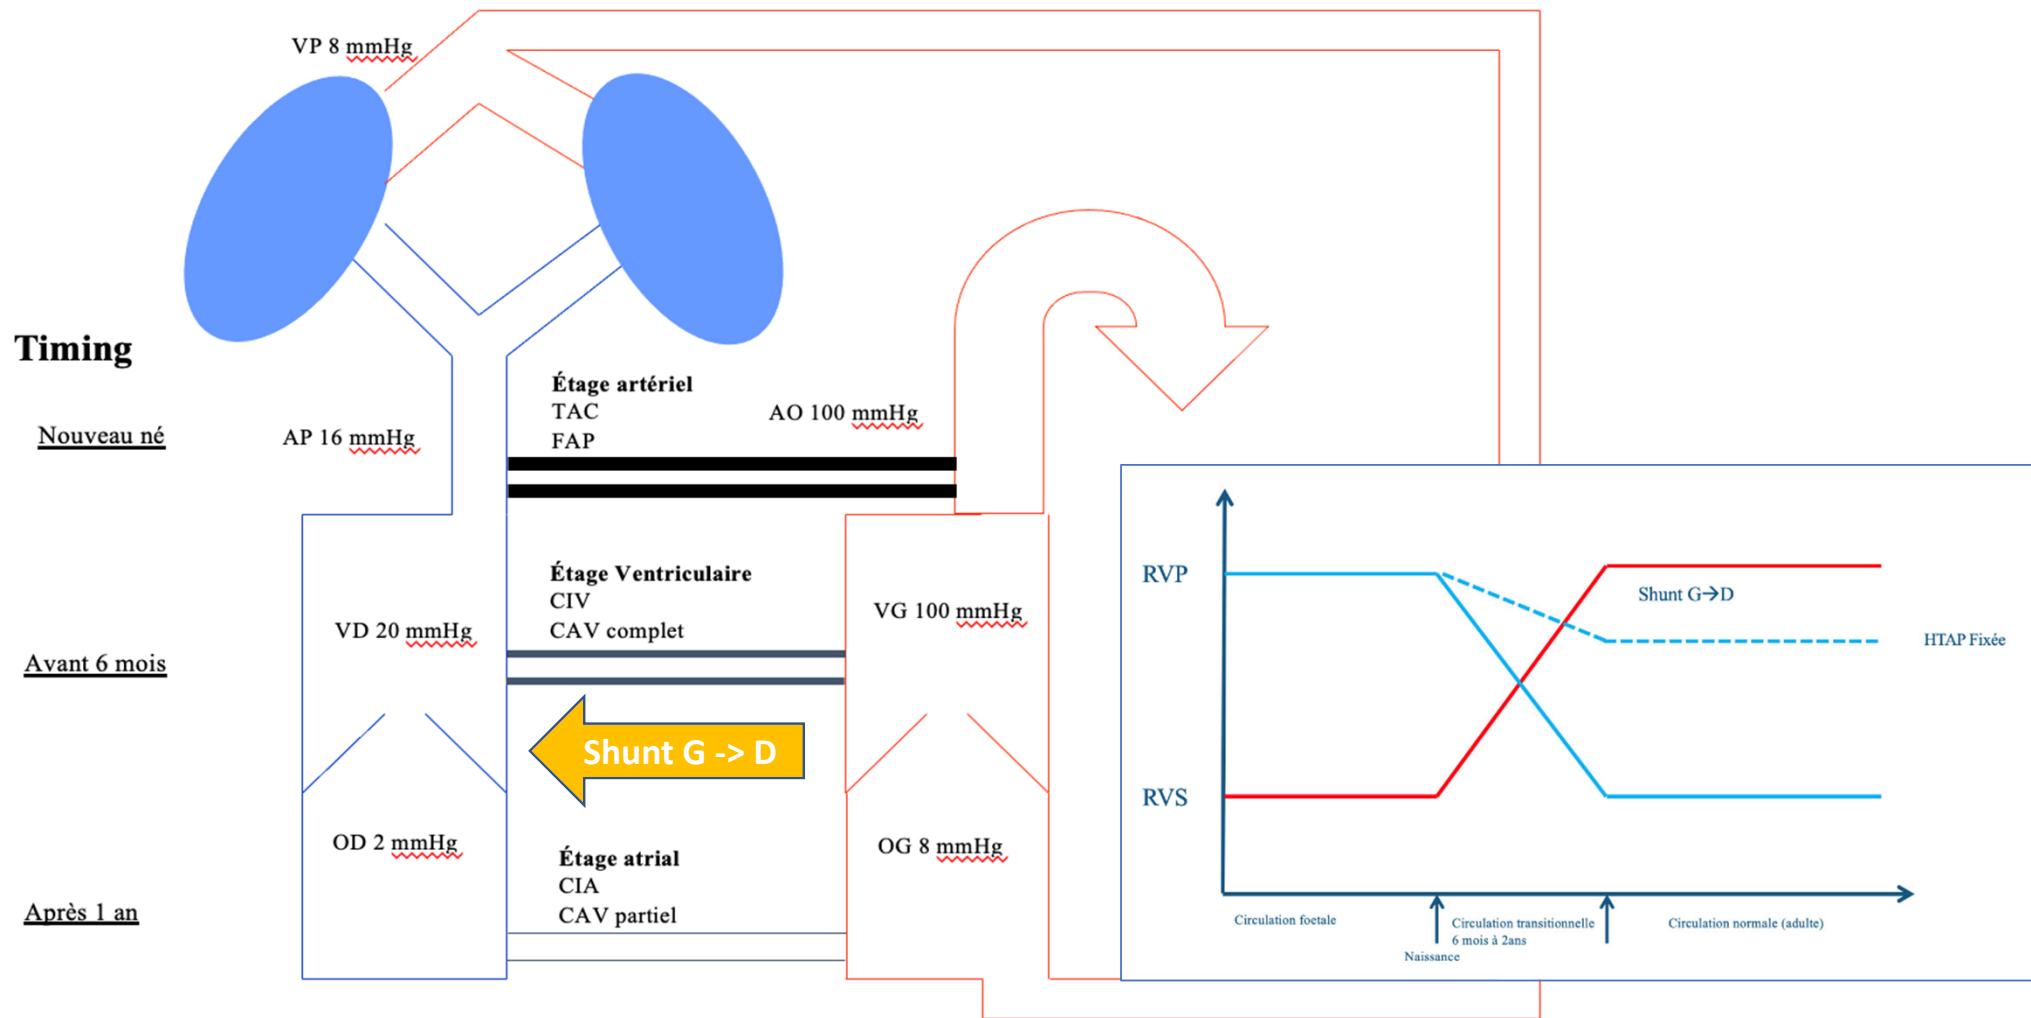 VP 8 mmHg
Timing
Étage artériel
TAC
FAP
AO 100 mmHg
Nouveau né
AP 16 mmHg
Étage Ventriculaire
CIV
CAV complet
VG 100 mmHg
VD 20 mmHg
Avant 6 mois
Shunt G -> D
OD 2 mmHg
OG 8 mmHg
Étage atrial
CIA
CAV partiel
Après 1 an
RVP
Shunt G→D
HTAP Fixée
RVS
Circulation foetale
Circulation transitionnelle
6 mois à 2ans
Circulation normale (adulte)
Naissance